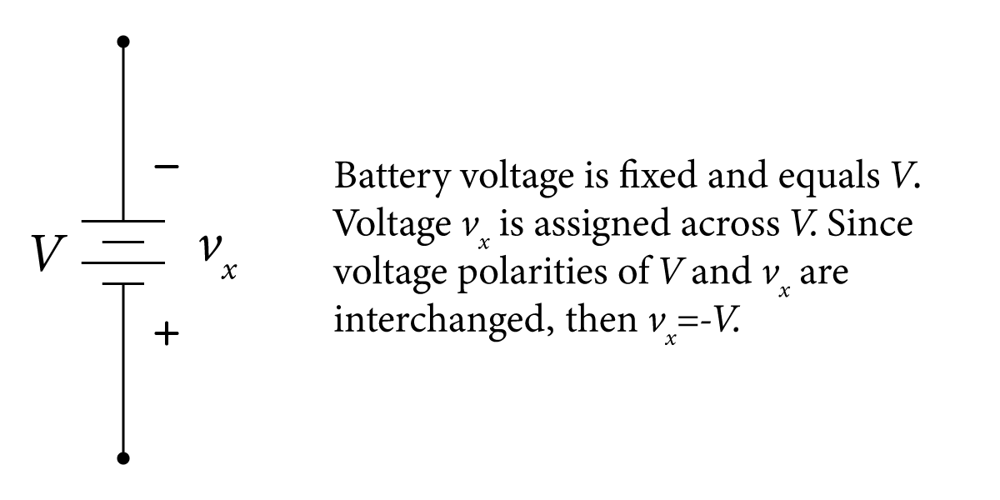 −
V
v_x
+
Battery voltage is fixed and equals V.
Voltage v_x is assigned across V. Since
voltage polarities of V and v_x are
interchanged, then v_x=-V.